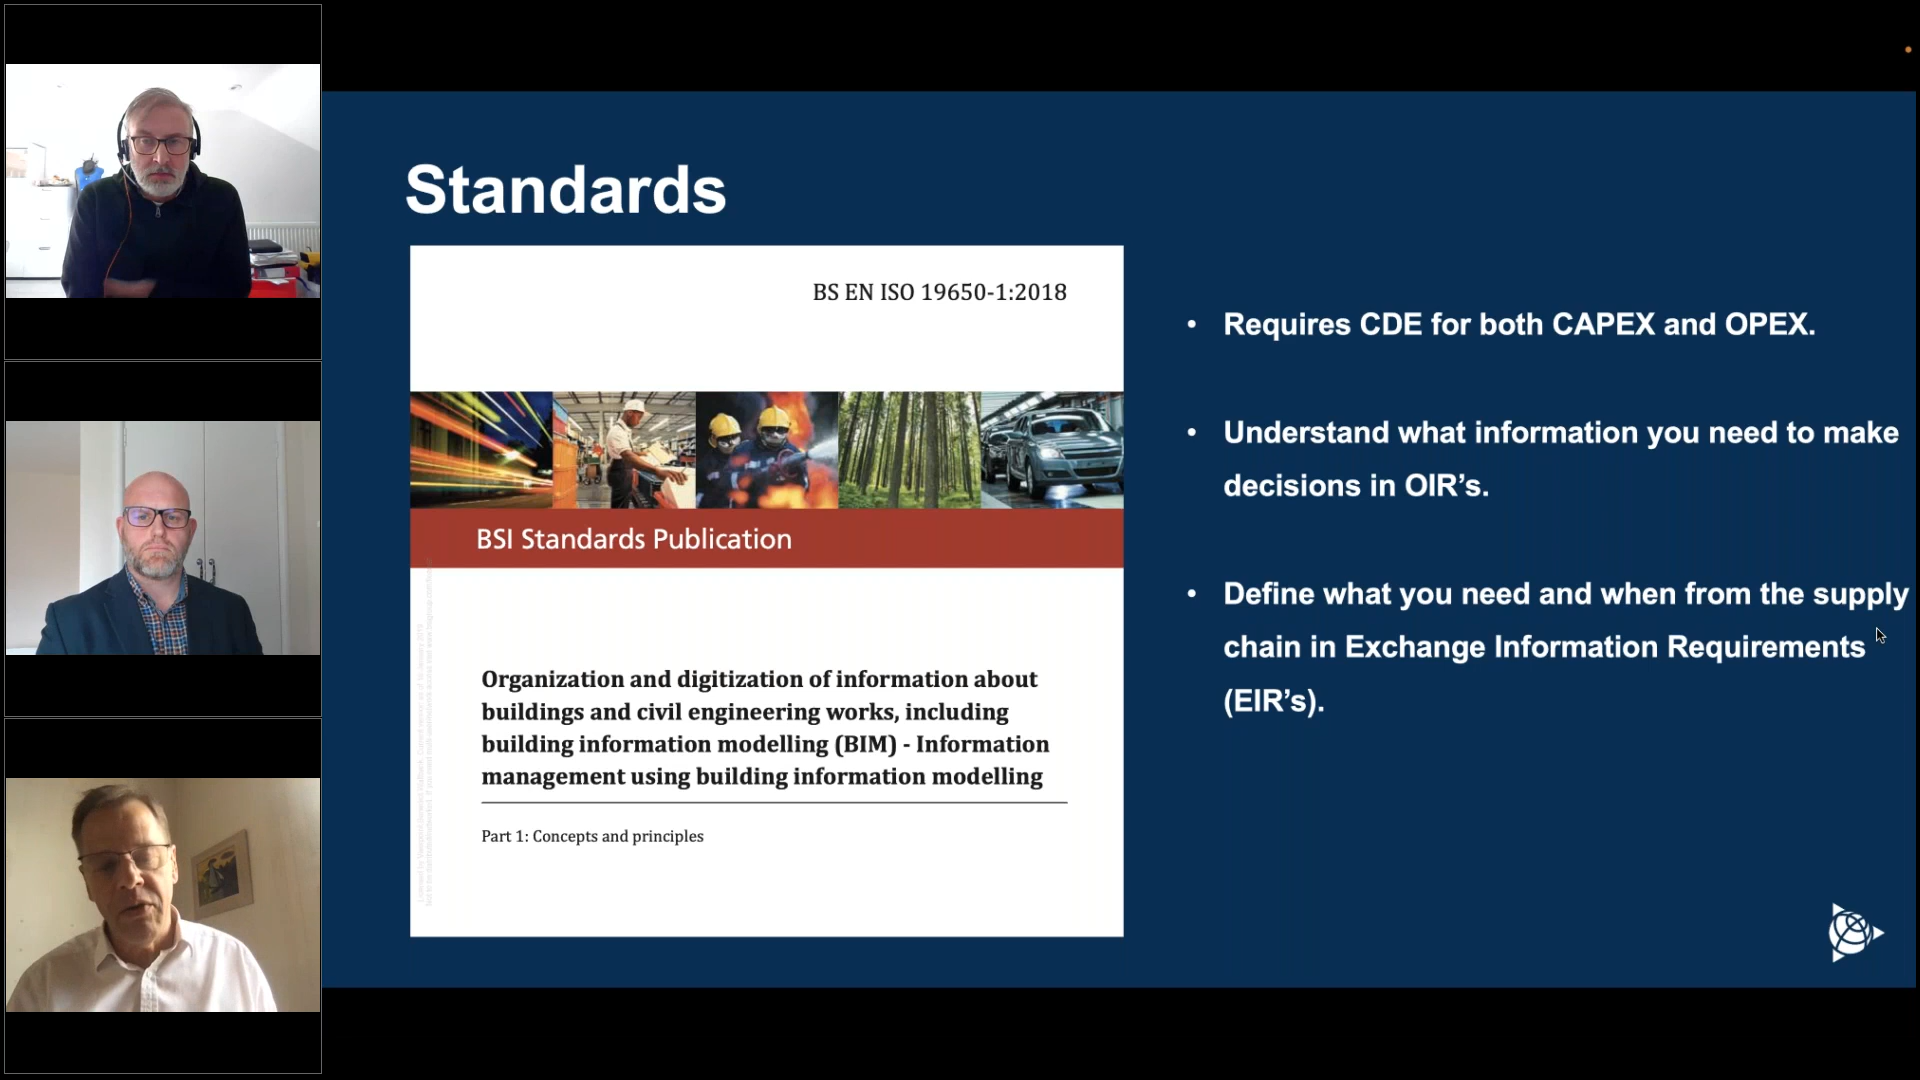 Standards
BS EN ISO 19650-1:2018
BSI Standards Publication
Organization and digitization of information about
buildings and civil engineering works, including
building information modelling (BIM) - Information
management using building information modelling
Part 1: Concepts and principles
• Requires CDE for both CAPEX and OPEX.
• Understand what information you need to make
decisions in OIR’s.
• Define what you need and when from the supply
chain in Exchange Information Requirements
(EIR’s).